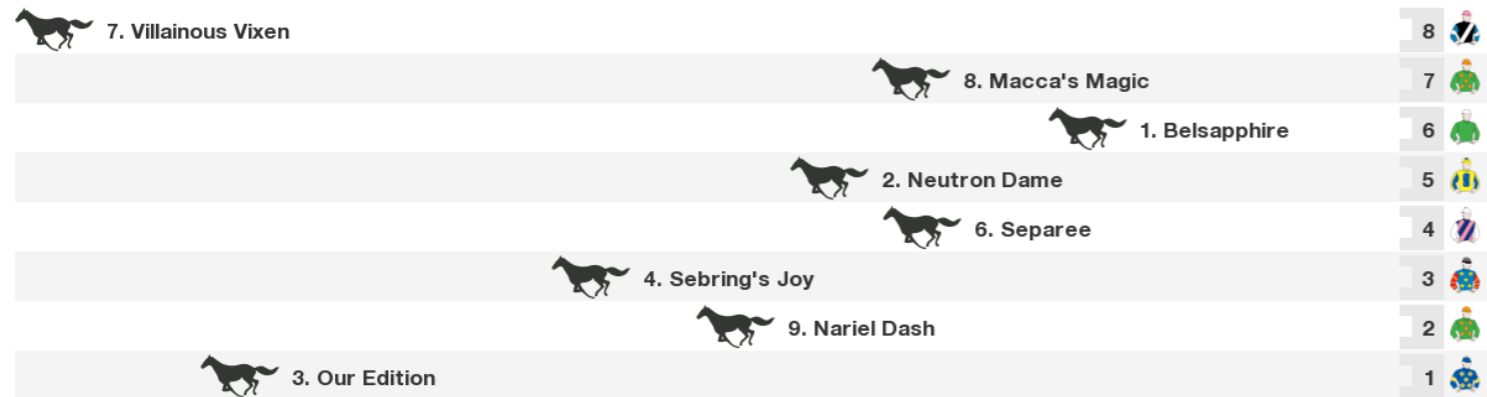 7. Villainous Vixen 8
8. Macca's Magic 7
1. Belsapphire 6
2. Neutron Dame 5
6. Separee 4
4. Sebring's Joy 3
9. Nariel Dash 2
3. Our Edition 1